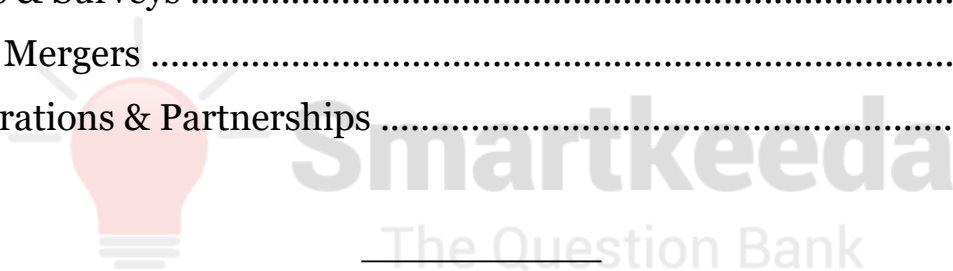 & Surveys ..........................................................................
Mergers ................................................................................
rations & Partnerships .........................................................
Smartkeeda
The Question Bank